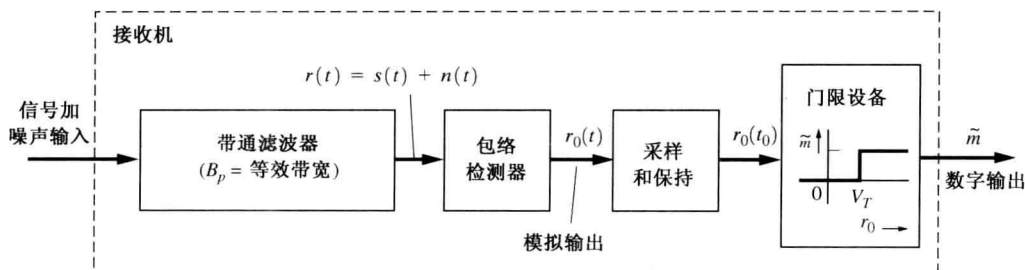 接收机
r(t) = s(t) + n(t)
信号加
噪声输入
带通滤波器
(B_p = 等效带宽)
包络
检测器
r_0(t)
模拟输出
采样
和保持
r_0(t_0)
门限设备
m̃
0
V_T
r_0
m̃
数字输出